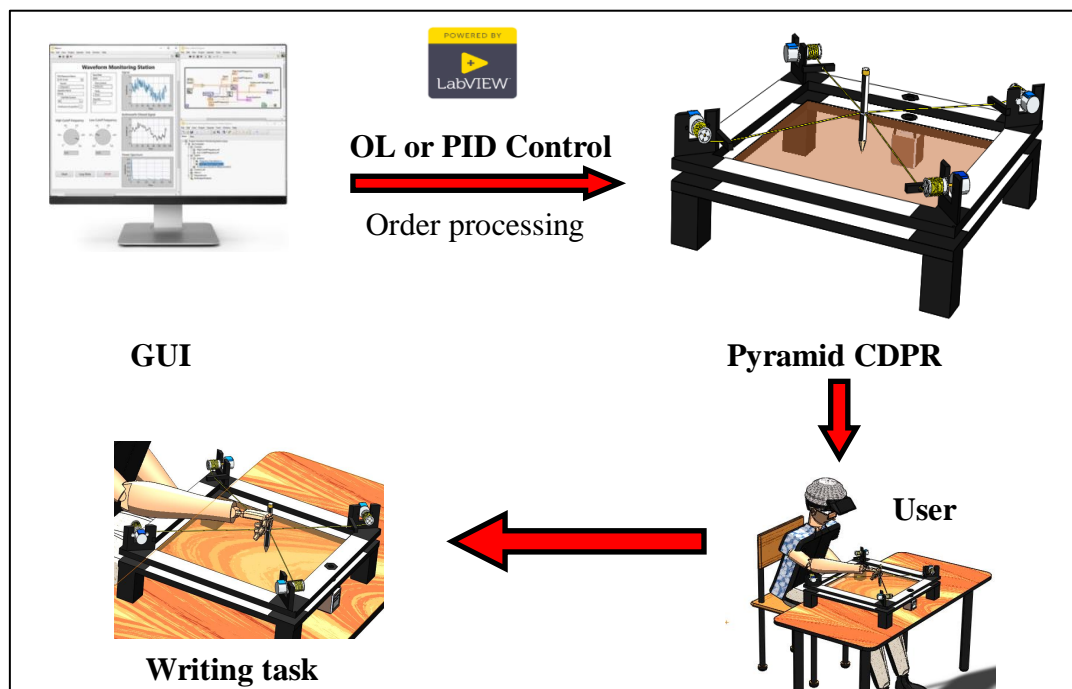 POWERED BY
LabVIEW
Waveform Monitoring Station
OL or PID Control
Order processing
GUI
Pyramid CDPR
User
Writing task